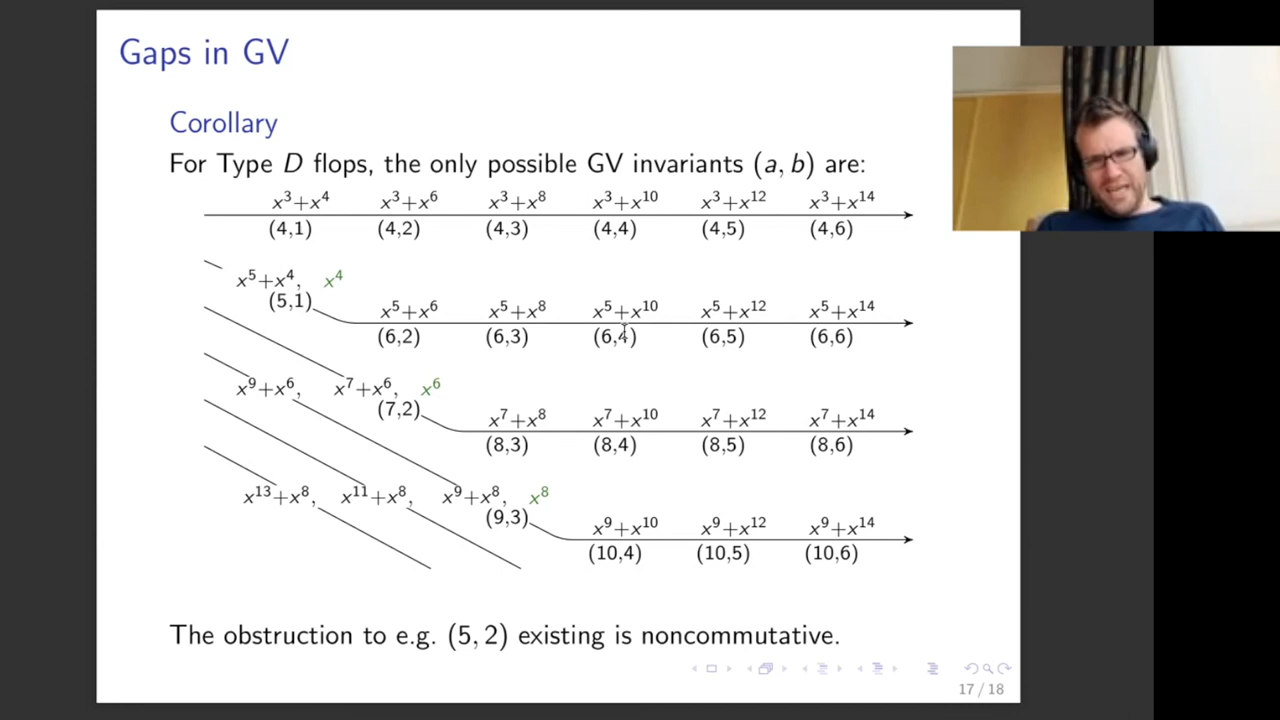 Gaps in GV
Corollary
For Type D flops, the only possible GV invariants (a, b) are:
x³+x⁴ x³+x⁶ x³+x⁸ x³+x¹⁰ x³+x¹² x³+x¹⁴
(4,1) (4,2) (4,3) (4,4) (4,5) (4,6)
x⁵+x⁴, x⁴
(5,1)
x⁵+x⁶ x⁵+x⁸ x⁵+x¹⁰ x⁵+x¹² x⁵+x¹⁴
(6,2) (6,3) (6,4) (6,5) (6,6)
x⁹+x⁶, x⁷+x⁶, x⁶
(7,2)
x⁷+x⁸ x⁷+x¹⁰ x⁷+x¹² x⁷+x¹⁴
(8,3) (8,4) (8,5) (8,6)
x¹³+x⁸, x¹¹+x⁸, x⁹+x⁸, x⁸
(9,3)
x⁹+x¹⁰ x⁹+x¹² x⁹+x¹⁴
(10,4) (10,5) (10,6)
The obstruction to e.g. (5, 2) existing is noncommutative.
17 / 18